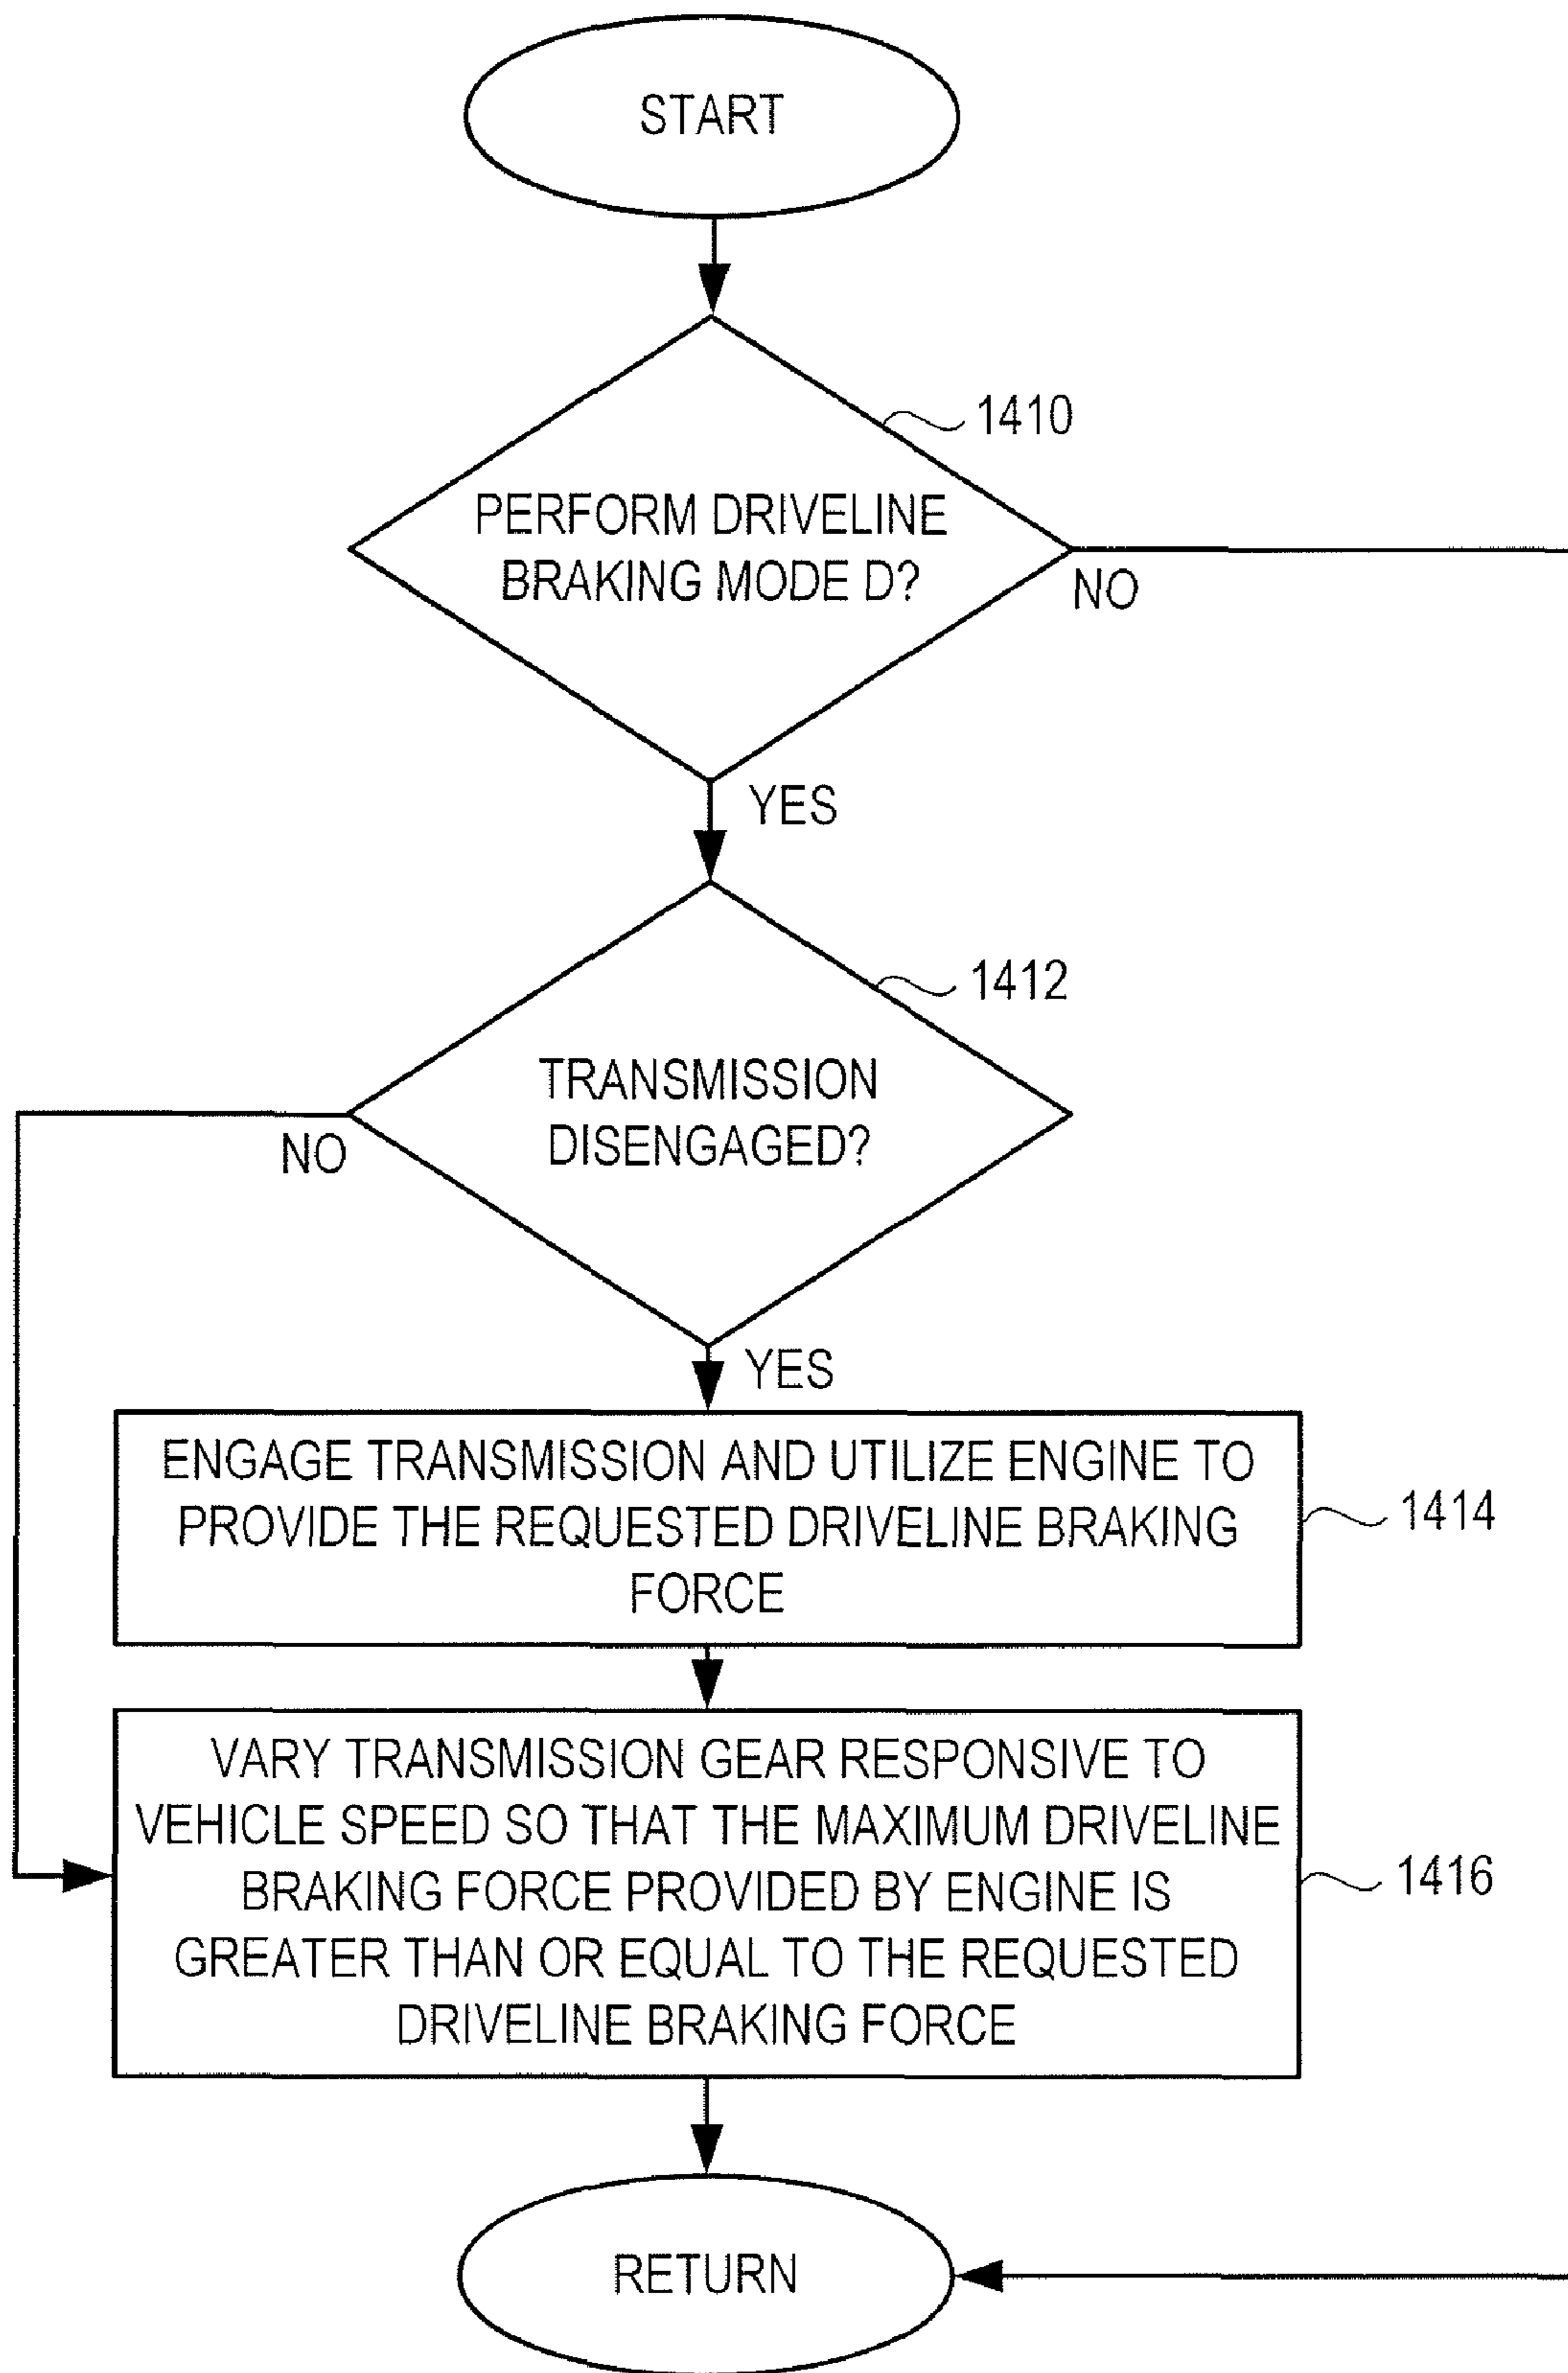 START
1410
PERFORM DRIVELINE
BRAKING MODE D?
NO
YES
1412
TRANSMISSION
DISENGAGED?
NO
YES
ENGAGE TRANSMISSION AND UTILIZE ENGINE TO
PROVIDE THE REQUESTED DRIVELINE BRAKING
FORCE
1414
VARY TRANSMISSION GEAR RESPONSIVE TO
VEHICLE SPEED SO THAT THE MAXIMUM DRIVELINE
BRAKING FORCE PROVIDED BY ENGINE IS
GREATER THAN OR EQUAL TO THE REQUESTED
DRIVELINE BRAKING FORCE
1416
RETURN